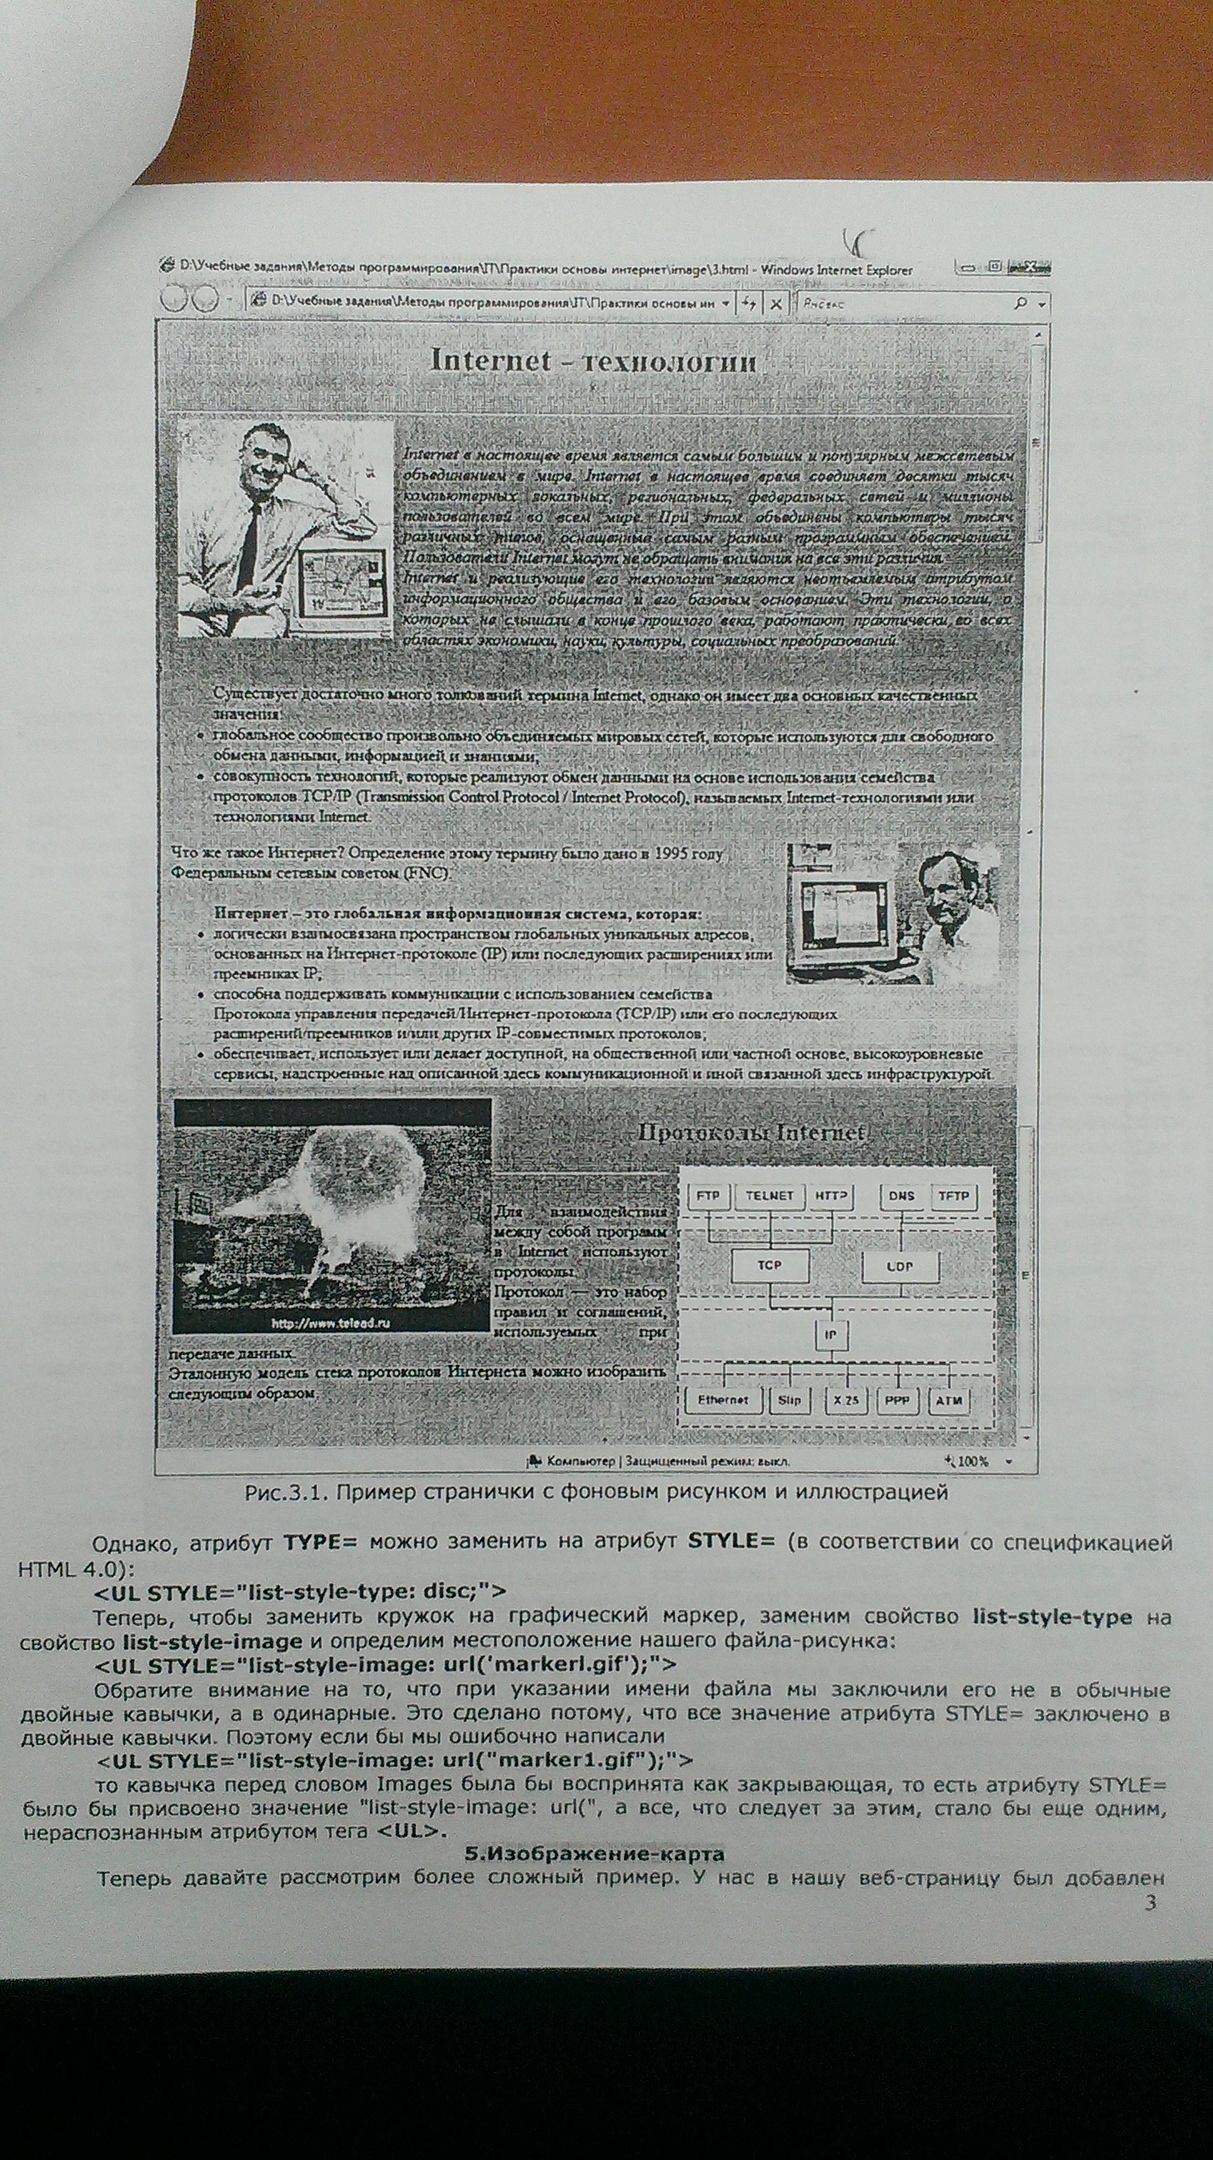 D:\Учебные задания\Методы программирования\IT\Практики основы интернет\image\3.html - Windows Internet Explorer
D:\Учебные задания\Методы программирования\IT\Практики основы ин
Яндекс
Internet - технологии
Internet в настоящее время является самым большим и популярным межсетевым
объединением в мире. Internet в настоящее время соединяет десятки тысяч
компьютерных локальных, региональных, федеральных сетей и миллионы
пользователей во всем мире. При этом объединены компьютеры тысяч
различных типов, оснащенные самым разным программным обеспечением.
Пользователи Internet могут не обращать внимания на все эти различия.
Internet и реализующие его технологии являются неотъемлемым атрибутом
информационного общества и его базовым основанием. Эти технологии, о
которых не слышали в конце прошлого века, работают практически во всех
областях экономики, науки, культуры, социальных преобразований.
Существует достаточно много толкований термина Internet, однако он имеет два основных качественных
значения:
• глобальное сообщество произвольно объединяемых мировых сетей, которые используются для свободного
обмена данными, информацией и знаниями;
• совокупность технологий, которые реализуют обмен данными на основе использования семейства
протоколов TCP/IP (Transmission Control Protocol / Internet Protocol), называемых Internet-технологиями или
технологиями Internet.
Что же такое Интернет? Определение этому термину было дано в 1995 году
Федеральным сетевым советом (FNC).
Интернет – это глобальная информационная система, которая:
• логически взаимосвязана пространством глобальных уникальных адресов,
основанных на Интернет-протоколе (IP) или последующих расширениях или
преемниках IP;
• способна поддерживать коммуникации с использованием семейства
Протокола управления передачей/Интернет-протокола (TCP/IP) или его последующих
расширений/преемников и/или других IP-совместимых протоколов;
• обеспечивает, использует или делает доступной, на общественной или частной основе, высокоуровневые
сервисы, надстроенные над описанной здесь коммуникационной и иной связанной здесь инфраструктурой.
Протоколы Internet
Для взаимодействия
между собой программ
в Internet используют
протоколы.
Протокол — это набор
правил и соглашений,
используемых при
передаче данных.
Эталонную модель стека протоколов Интернета можно изобразить
следующим образом.
http://www.telead.ru
FTP TELNET HTTP DNS TFTP
TCP UDP
IP
Ethernet Slip X.25 PPP ATM
Компьютер | Защищенный режим: выкл. 100%
Рис.3.1. Пример странички с фоновым рисунком и иллюстрацией
Однако, атрибут TYPE= можно заменить на атрибут STYLE= (в соответствии со спецификацией
HTML 4.0):
<UL STYLE="list-style-type: disc;">
Теперь, чтобы заменить кружок на графический маркер, заменим свойство list-style-type на
свойство list-style-image и определим местоположение нашего файла-рисунка:
<UL STYLE="list-style-image: url('markerl.gif');">
Обратите внимание на то, что при указании имени файла мы заключили его не в обычные
двойные кавычки, а в одинарные. Это сделано потому, что все значение атрибута STYLE= заключено в
двойные кавычки. Поэтому если бы мы ошибочно написали
<UL STYLE="list-style-image: url("marker1.gif");">
то кавычка перед словом Images была бы воспринята как закрывающая, то есть атрибуту STYLE=
было бы присвоено значение "list-style-image: url(", а все, что следует за этим, стало бы еще одним,
нераспознанным атрибутом тега <UL>.
5.Изображение-карта
Теперь давайте рассмотрим более сложный пример. У нас в нашу веб-страницу был добавлен
3